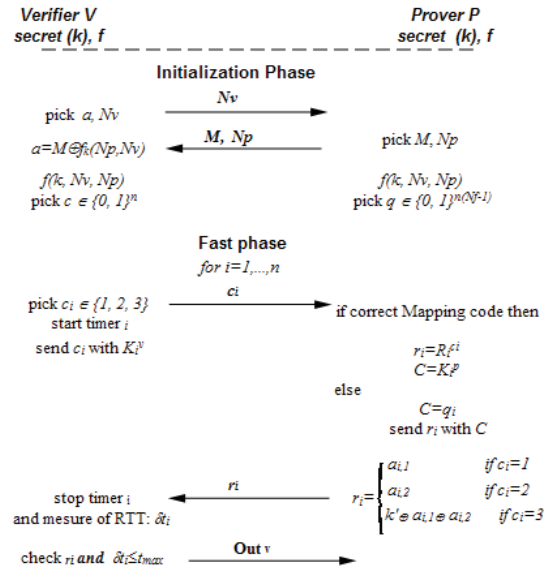 Verifier V
secret (k), f
Prover P
secret (k), f
Initialization Phase
pick a, Nv
Nv
a=M⊕fk(Np,Nv)
M, Np
pick M, Np
f(k, Nv, Np)
pick c ∈ {0, 1}ⁿ
f(k, Nv, Np)
pick q ∈ {0, 1}ⁿ⁽ᴺᶠ⁻¹⁾
Fast phase
for i=1,...,n
ci
pick ci ∈ {1, 2, 3}
start timer i
send ci with Kiᵛ
if correct Mapping code then
ri=Riᶜⁱ
C=Kiᵖ
else
C=qi
send ri with C
ri
stop timer i
and mesure of RTT: δti
ri= { ai,1 if ci=1
ai,2 if ci=2
k'⊕ ai,1⊕ ai,2 if ci=3
check ri and δti≤tmax
Out v